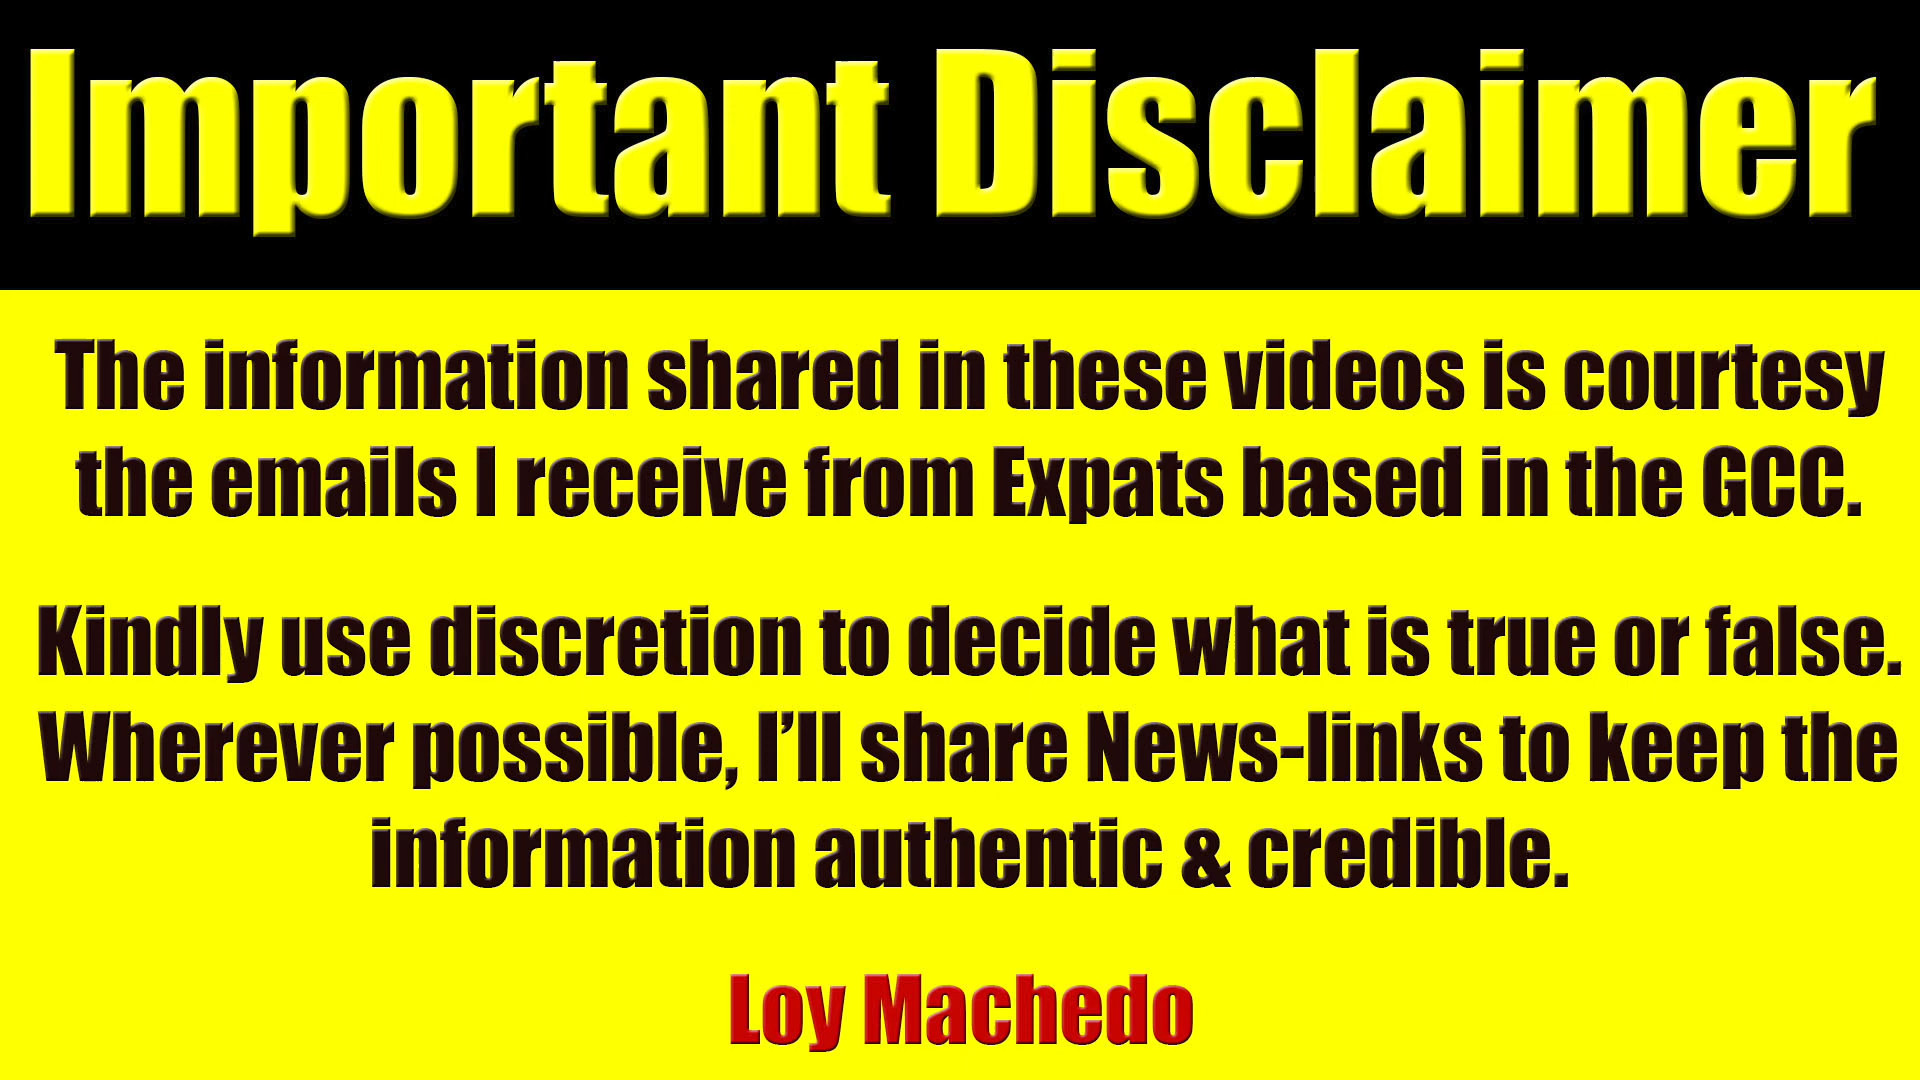 Important Disclaimer
The information shared in these videos is courtesy
the emails I receive from Expats based in the GCC.
Kindly use discretion to decide what is true or false.
Wherever possible, I’ll share News-links to keep the
information authentic & credible.
Loy Machedo